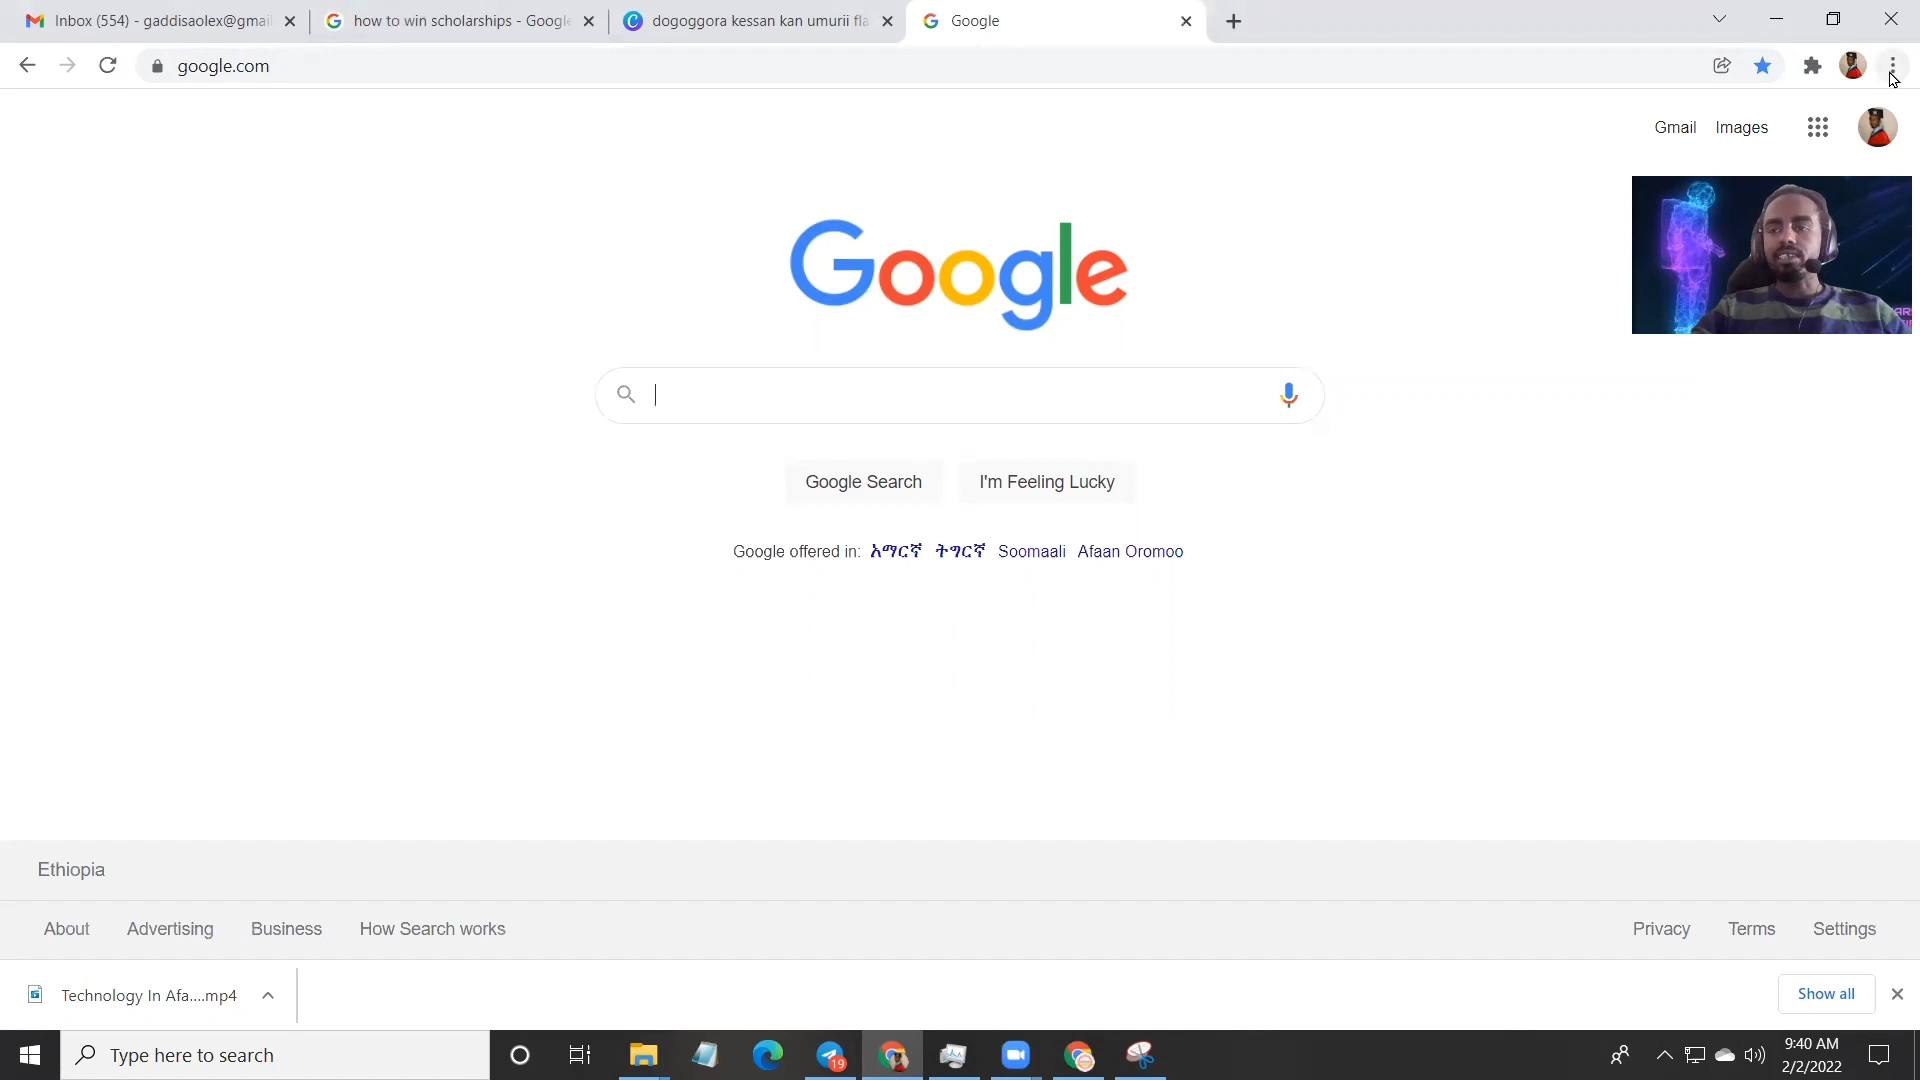 Inbox (554) - gaddisaolex@gmai
how to win scholarships - Google
dogoggora kessan kan umurii fla
Google
google.com
Gmail Images
Google
Google Search I'm Feeling Lucky
Google offered in: አማርኛ ትግርኛ Soomaali Afaan Oromoo
Ethiopia
About Advertising Business How Search works Privacy Terms Settings
Technology In Afa....mp4 Show all
Type here to search
19
9:40 AM
2/2/2022